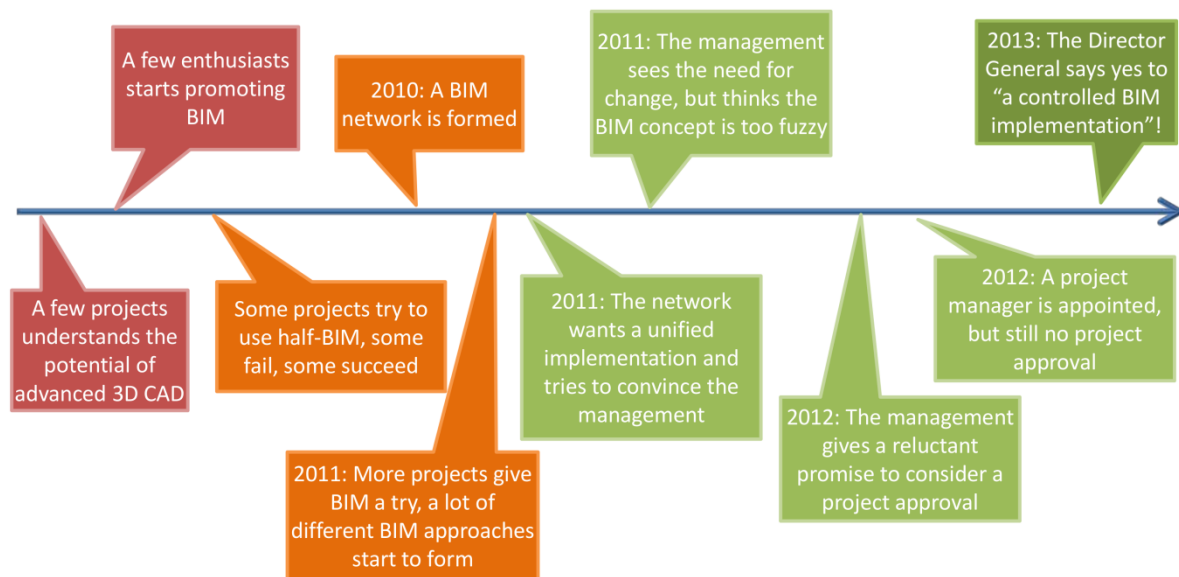 A few enthusiasts
starts promoting
BIM
2010: A BIM
network is formed
2011: The management
sees the need for
change, but thinks the
BIM concept is too fuzzy
2013: The Director
General says yes to
“a controlled BIM
implementation”!
A few projects
understands the
potential of
advanced 3D CAD
Some projects try to
use half-BIM, some
fail, some succeed
2011: More projects give
BIM a try, a lot of
different BIM approaches
start to form
2011: The network
wants a unified
implementation and
tries to convince the
management
2012: The management
gives a reluctant
promise to consider a
project approval
2012: A project
manager is appointed,
but still no project
approval